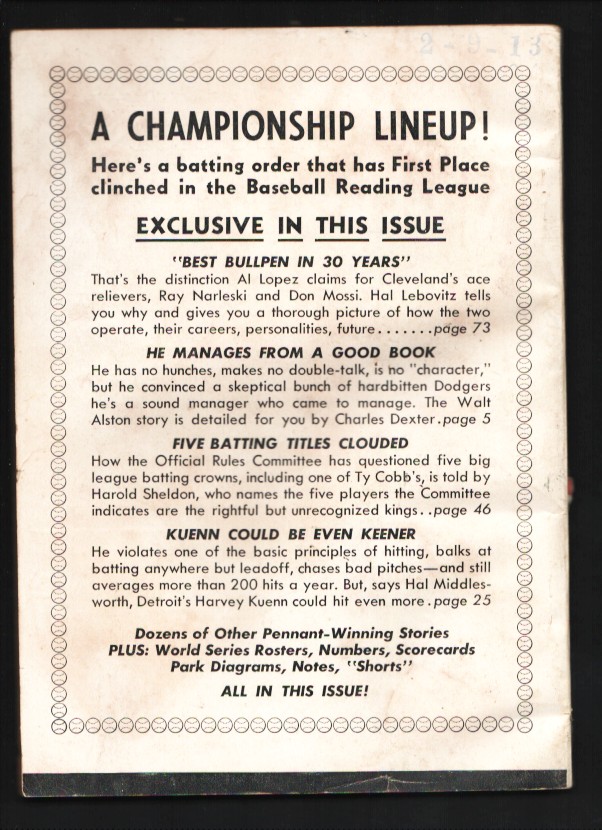 2-9-13
A CHAMPIONSHIP LINEUP!
Here's a batting order that has First Place
clinched in the Baseball Reading League
EXCLUSIVE IN THIS ISSUE
"BEST BULLPEN IN 30 YEARS"
That's the distinction Al Lopez claims for Cleveland's ace
relievers, Ray Narleski and Don Mossi. Hal Lebovitz tells
you why and gives you a thorough picture of how the two
operate, their careers, personalities, future.......page 73
HE MANAGES FROM A GOOD BOOK
He has no hunches, makes no double-talk, is no "character,"
but he convinced a skeptical bunch of hardbitten Dodgers
he's a sound manager who came to manage. The Walt
Alston story is detailed for you by Charles Dexter.page 5
FIVE BATTING TITLES CLOUDED
How the Official Rules Committee has questioned five big
league batting crowns, including one of Ty Cobb's, is told by
Harold Sheldon, who names the five players the Committee
indicates are the rightful but unrecognized kings..page 46
KUENN COULD BE EVEN KEENER
He violates one of the basic principles of hitting, balks at
batting anywhere but leadoff, chases bad pitches—and still
averages more than 200 hits a year. But, says Hal Middles-
worth, Detroit's Harvey Kuenn could hit even more.page 25
Dozens of Other Pennant-Winning Stories
PLUS: World Series Rosters, Numbers, Scorecards
Park Diagrams, Notes, "Shorts"
ALL IN THIS ISSUE!